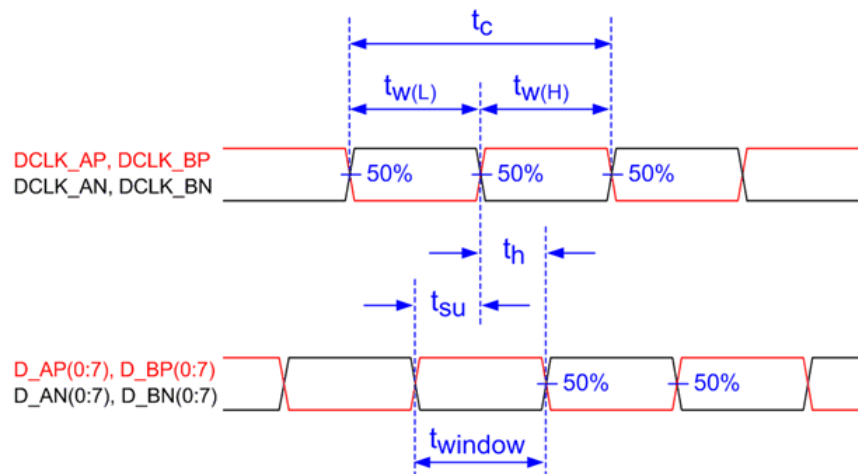 tc
tw(L) tw(H)
DCLK_AP, DCLK_BP
DCLK_AN, DCLK_BN
50% 50% 50%
th
tsu
D_AP(0:7), D_BP(0:7)
D_AN(0:7), D_BN(0:7)
50% 50%
twindow